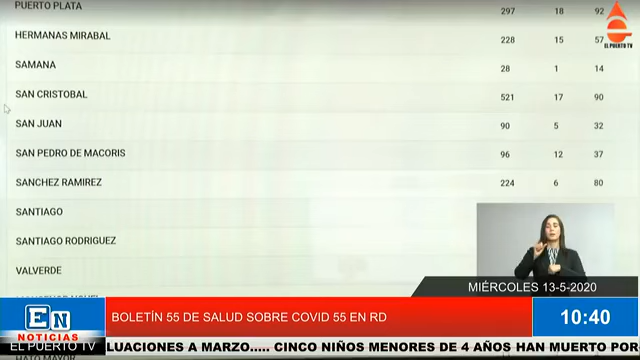 PUERTO PLATA 297 18 92
HERMANAS MIRABAL 228 15 57
EL PUERTO TV
SAMANA 28 1 14
SAN CRISTOBAL 521 17 90
SAN JUAN 90 5 32
SAN PEDRO DE MACORIS 96 12 37
SANCHEZ RAMIREZ 224 6 80
SANTIAGO
SANTIAGO RODRIGUEZ
VALVERDE
MIÉRCOLES 13-5-2020
EN
NOTICIAS
BOLETÍN 55 DE SALUD SOBRE COVID 55 EN RD
10:40
EL PUERTO TV LUACIONES A MARZO..... CINCO NIÑOS MENORES DE 4 AÑOS HAN MUERTO POR
HATO MAYOR